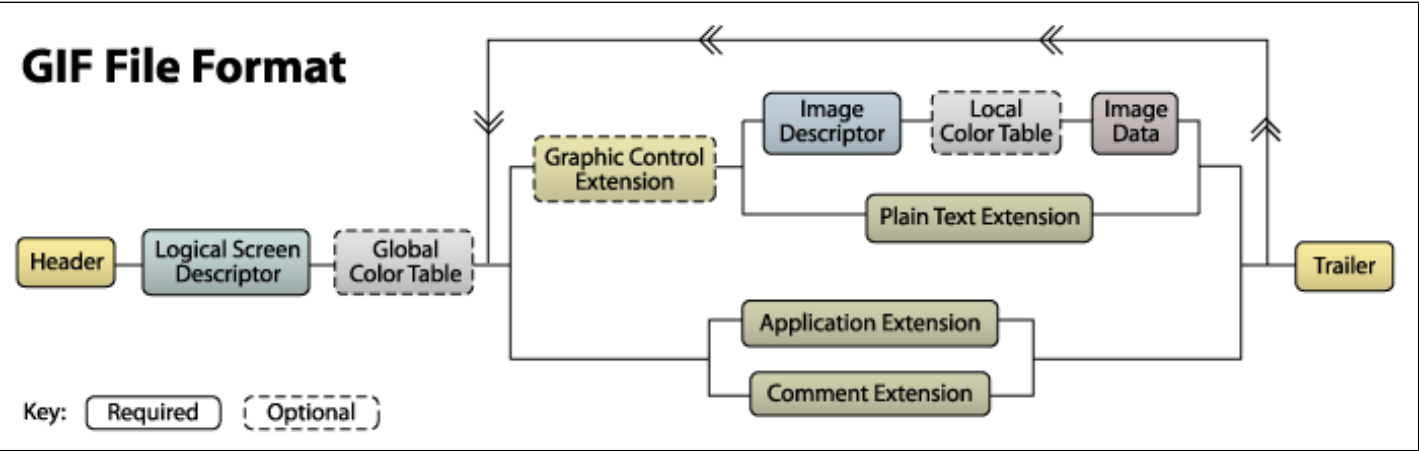 GIF File Format
Image
Descriptor
Local
Color Table
Image
Data
Graphic Control
Extension
Plain Text Extension
Header
Logical Screen
Descriptor
Global
Color Table
Trailer
Application Extension
Comment Extension
Key:
Required
Optional